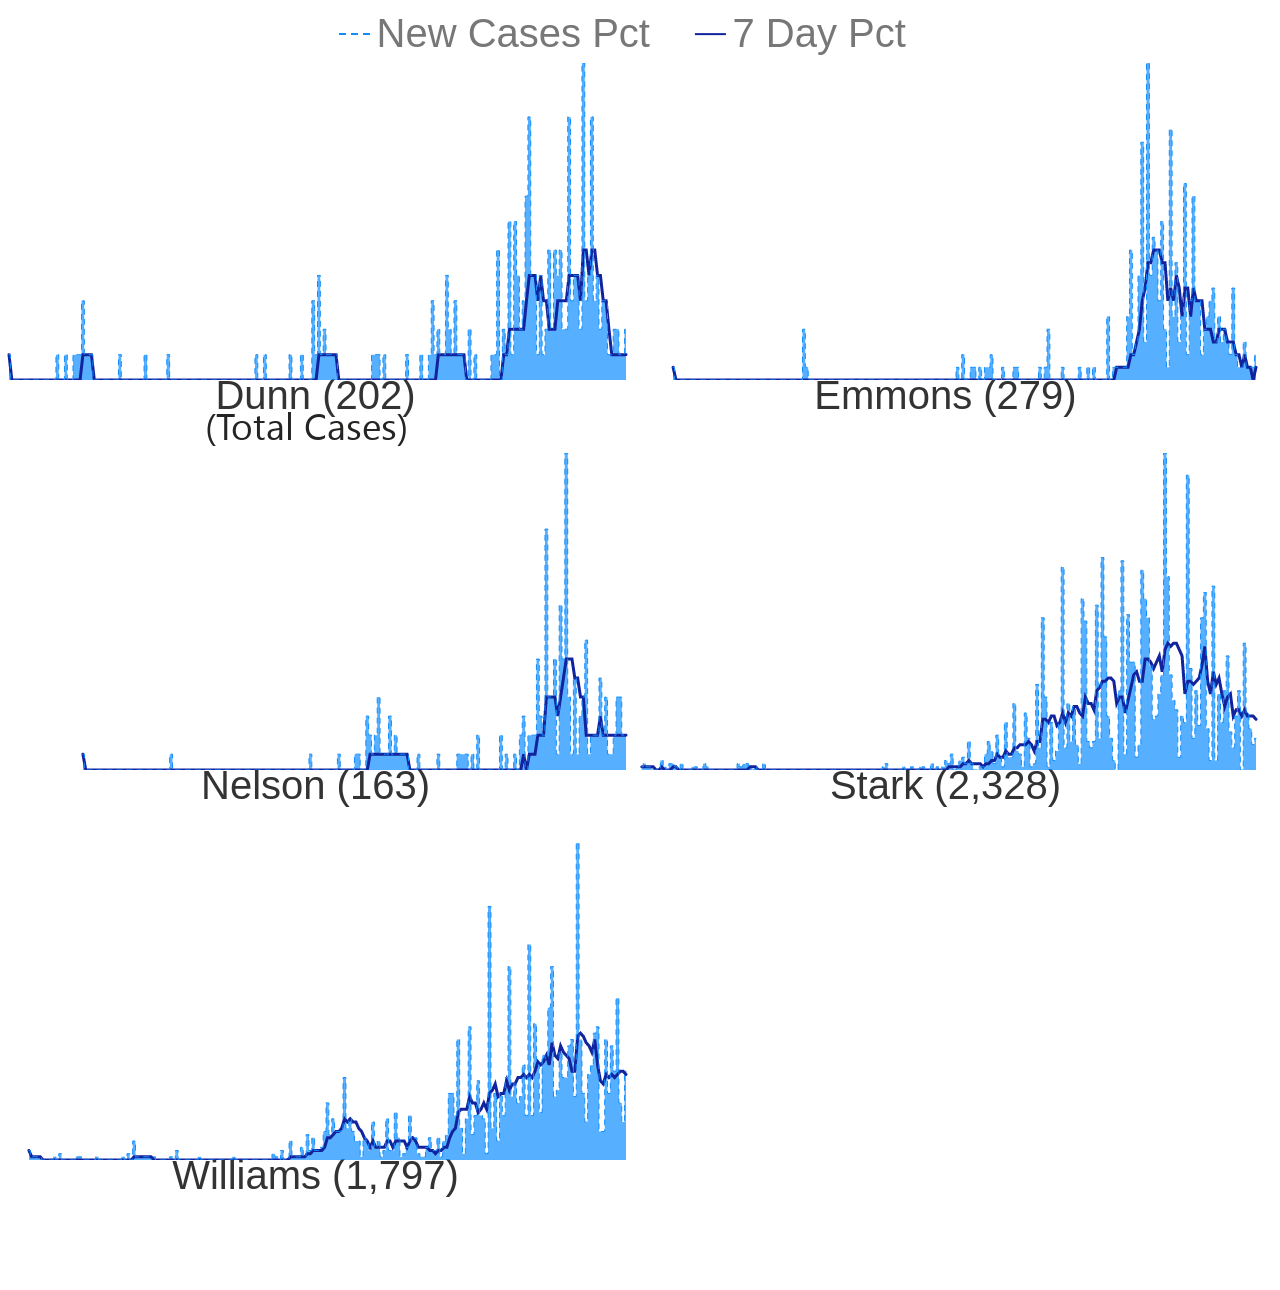 New Cases Pct 7 Day Pct
Dunn (202) Emmons (279)
(Total Cases)
Nelson (163) Stark (2,328)
Williams (1,797)